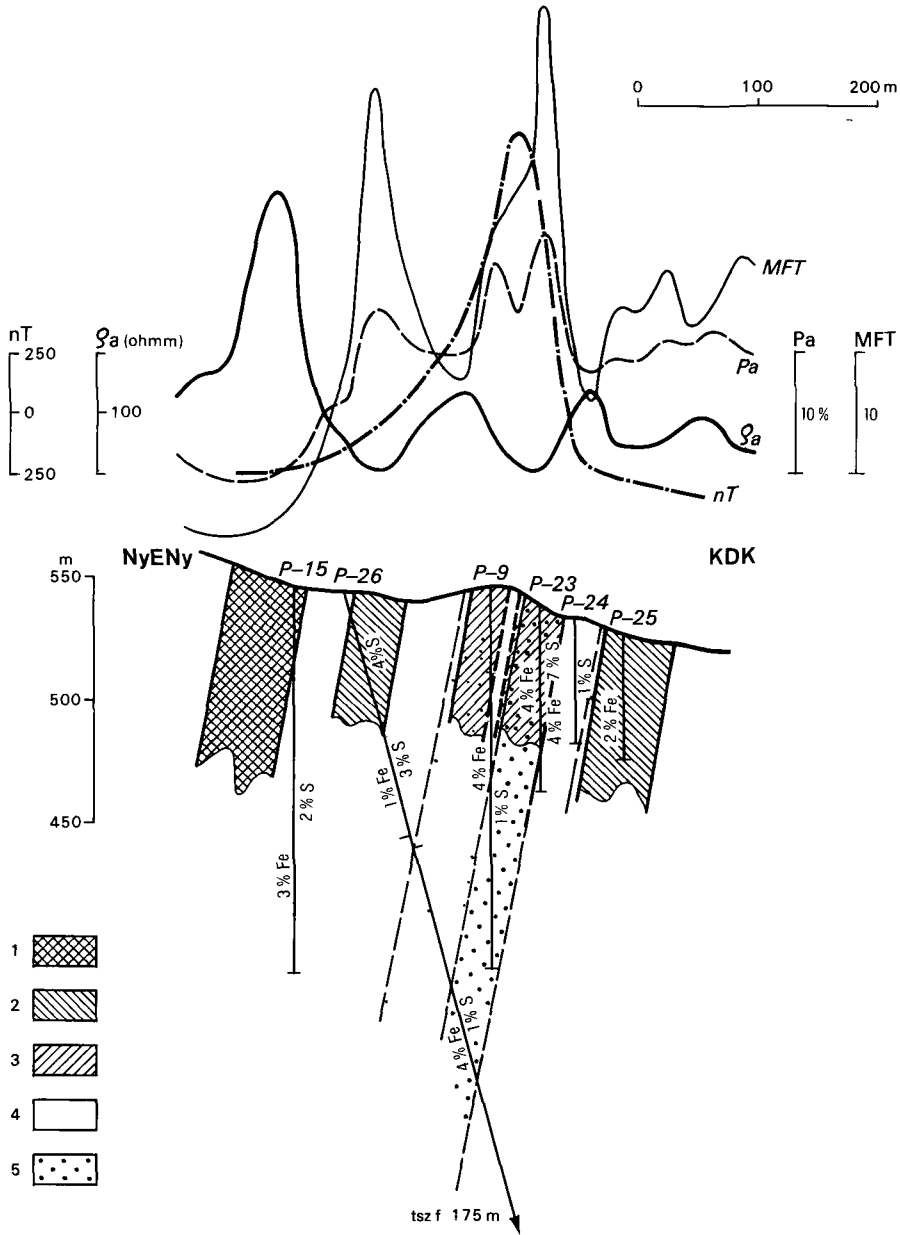 0 100 200 m
MFT
Pa
ϱa
nT
nT
250
0
250
ϱa (ohmm)
100
Pa
10 %
MFT
10
m
550
500
450
NyENy
KDK
P–15
P–26
P–9
P–23
P–24
P–25
4%S
1% Fe
3% S
3% Fe
2% S
4% Fe
1% S
4% Fe
7% S
4% Fe
1% S
2% Fe
4% Fe
1% S
1
2
3
4
5
tsz f 175 m